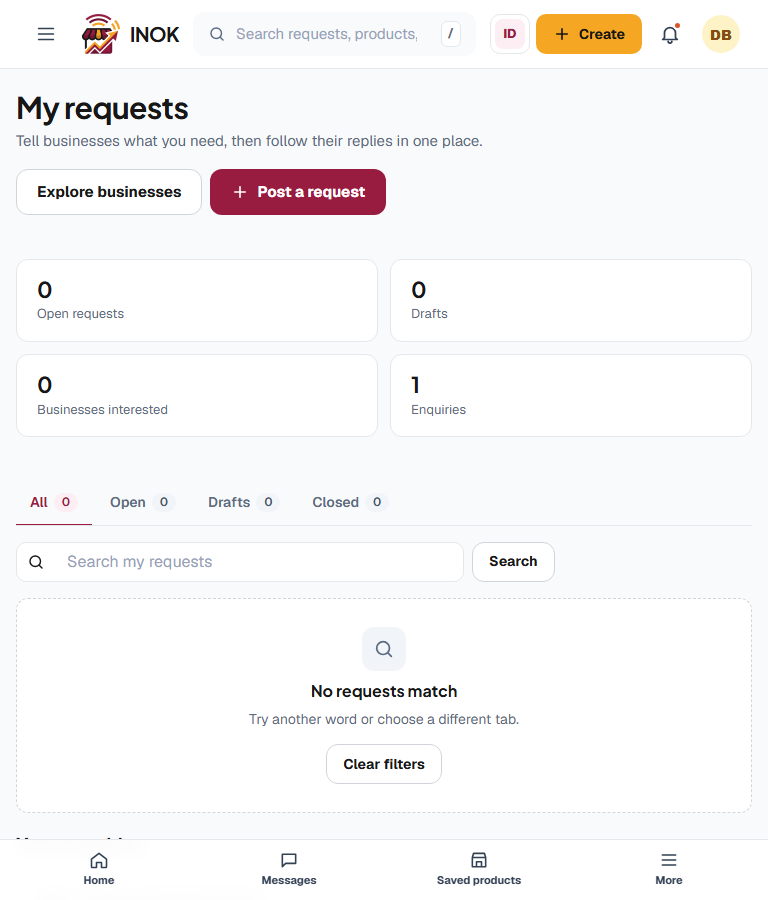 INOK
Search requests, products,
/
ID
Create
DB
My requests
Tell businesses what you need, then follow their replies in one place.
Explore businesses
Post a request
0
Open requests
0
Drafts
0
Businesses interested
1
Enquiries
All 0
Open 0
Drafts 0
Closed 0
Search my requests
Search
No requests match
Try another word or choose a different tab.
Clear filters
Home
Messages
Saved products
More